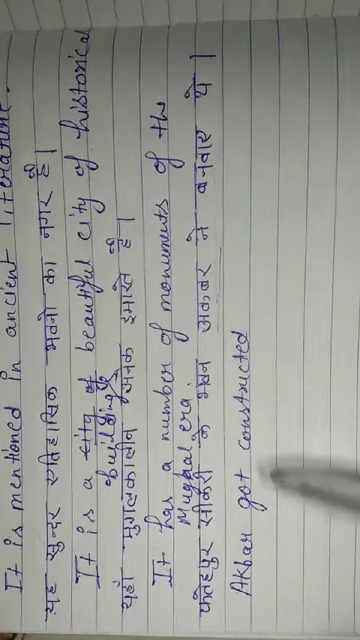 It is mentioned in ancient literature.
यह सुन्दर ऐतिहासिक भवनो का नगर है।
It is a city of beautiful city of historical
buildings
यहां मुगलकालीन अनेक इमारते है।
It has a number of monuments of the
Mughal era.
फतेहपुर सीकरी के भवन अकबर ने बनवाए थे।
Akbar got constructed